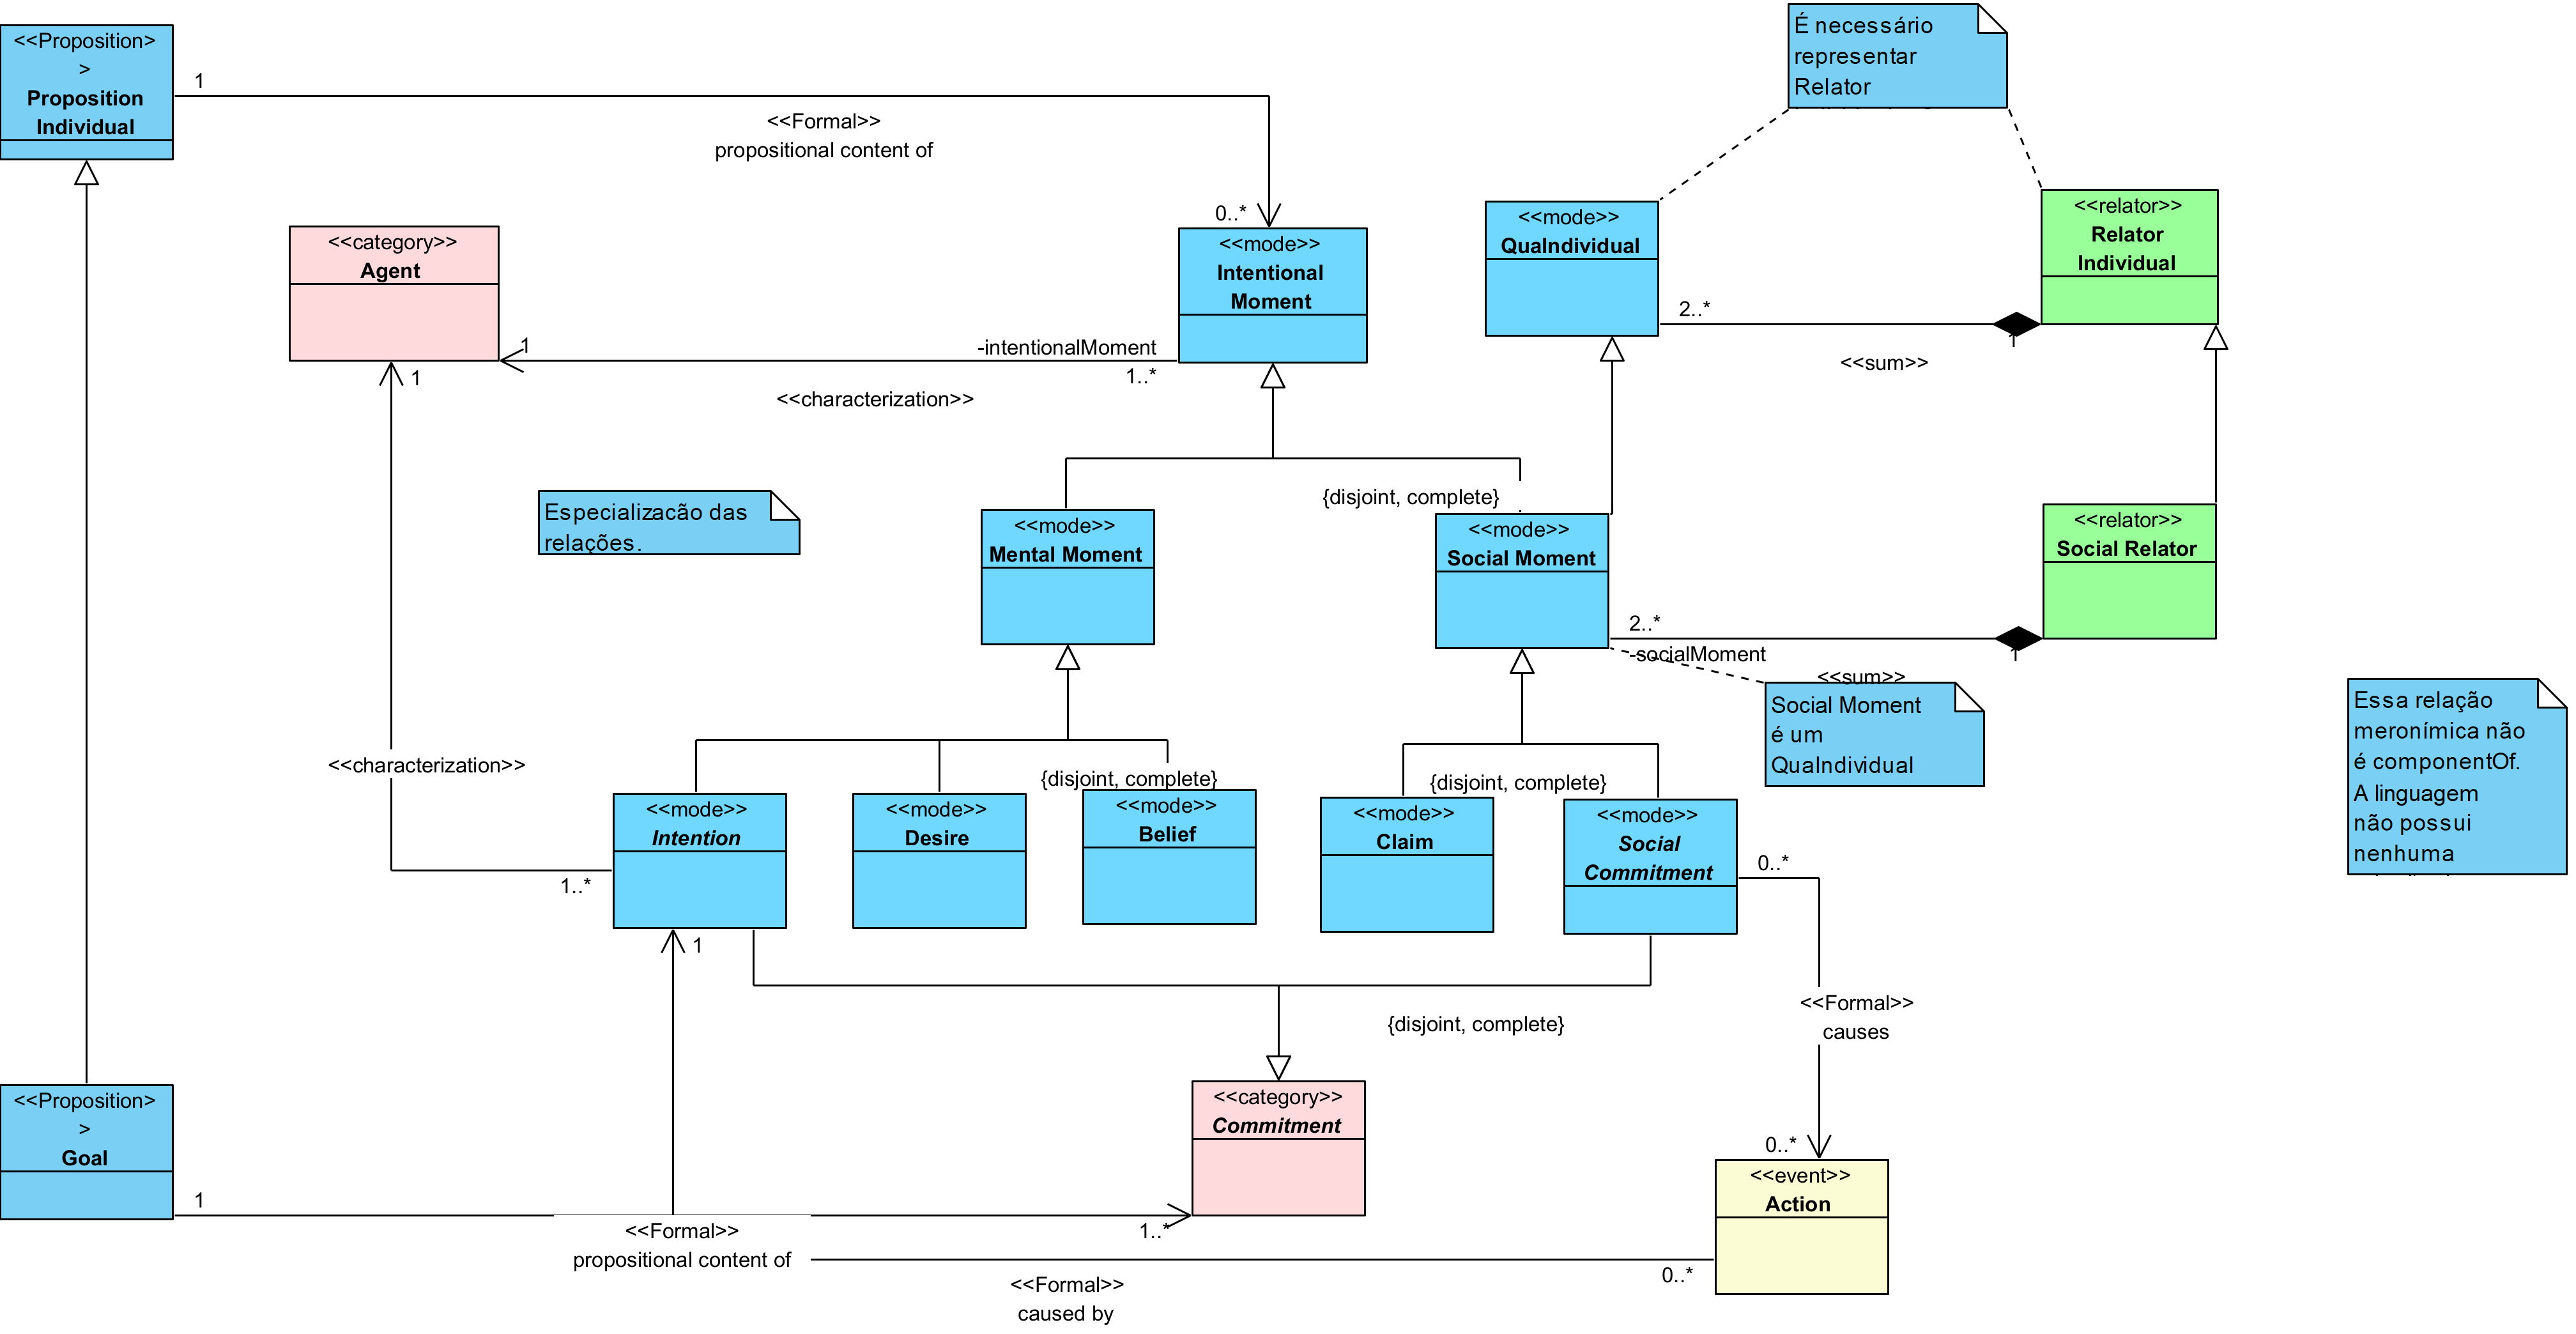 <<Proposition>
>
Proposition
Individual
1
<<Formal>>
propositional content of
0..*
É necessário
representar
Relator
<<category>>
Agent
<<mode>>
Intentional
Moment
<<mode>>
QuaIndividual
<<relator>>
Relator
Individual
2..*
1
<<sum>>
1
-intentionalMoment
1..*
<<characterization>>
1
{disjoint, complete}
Especializacão das
relações.
<<mode>>
Mental Moment
<<mode>>
Social Moment
<<relator>>
Social Relator
2..*
-socialMoment
1
<<sum>>
Social Moment
é um
QuaIndividual
Essa relação
meronímica não
é componentOf.
A linguagem
não possui
nenhuma
<<characterization>>
{disjoint, complete}
{disjoint, complete}
<<mode>>
Intention
<<mode>>
Desire
<<mode>>
Belief
<<mode>>
Claim
<<mode>>
Social
Commitment
1..*
0..*
1
<<Formal>>
causes
{disjoint, complete}
<<Proposition>
>
Goal
<<category>>
Commitment
0..*
<<event>>
Action
1
1..*
<<Formal>>
propositional content of
0..*
<<Formal>>
caused by